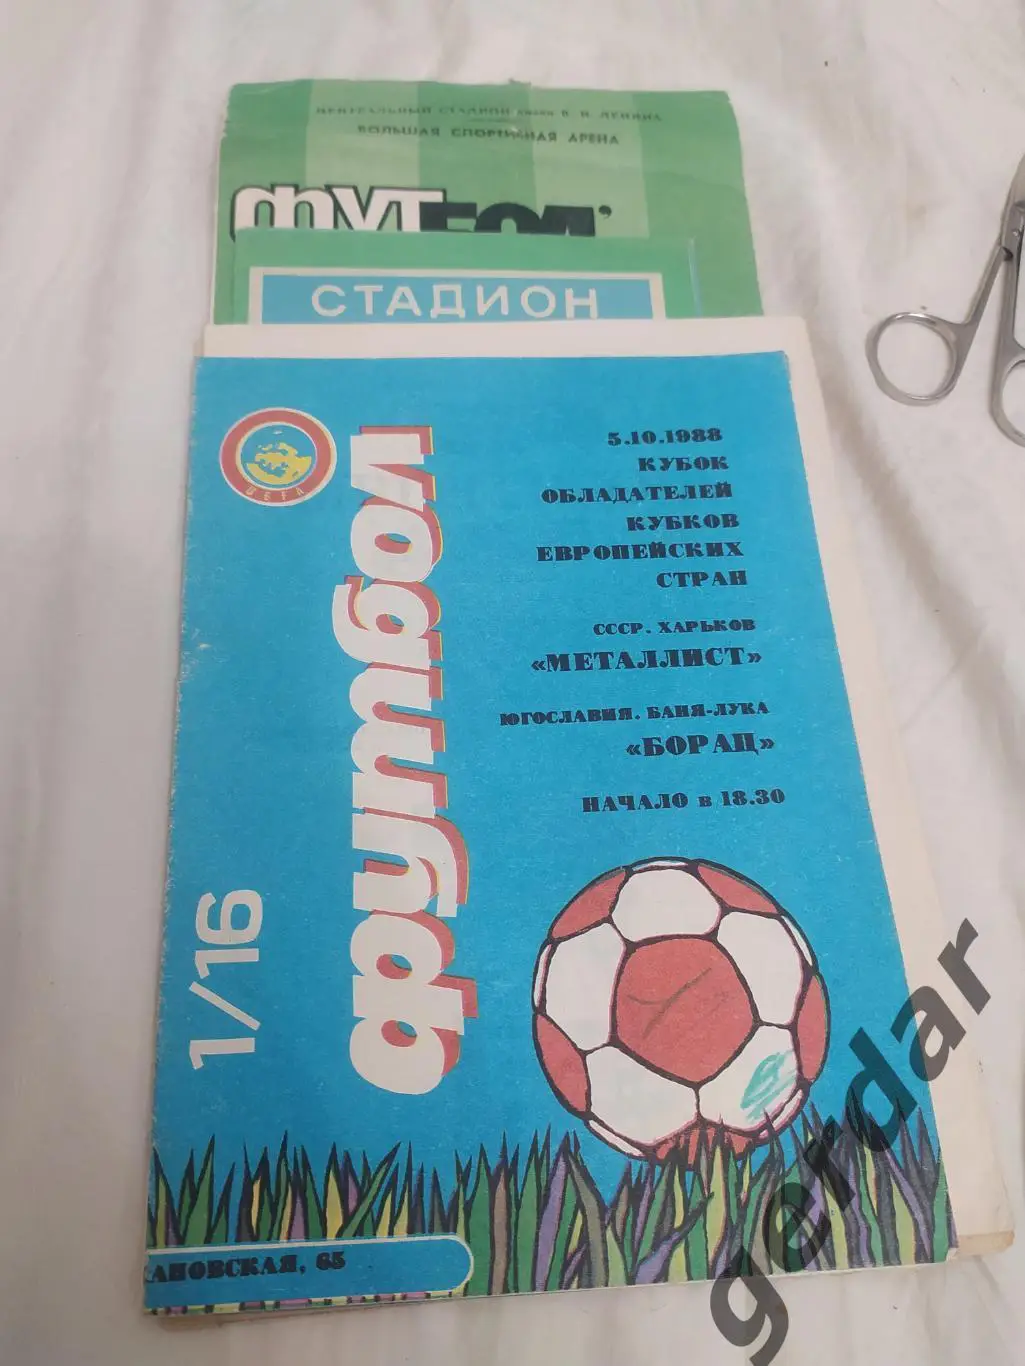 ЦЕНТРАЛЬНЫЙ СТАДИОН имени В. И. ЛЕНИНА
БОЛЬШАЯ СПОРТИВНАЯ АРЕНА
ФУТБОЛ
СТАДИОН
UEFA
футбол
1/16
5.10.1988
КУБОК
ОБЛАДАТЕЛЕЙ
КУБКОВ
ЕВРОПЕЙСКИХ
СТРАН
СССР. ХАРЬКОВ
«МЕТАЛЛИСТ»
ЮГОСЛАВИЯ. БАНЯ-ЛУКА
«БОРАЦ»
НАЧАЛО в 18.30
КАНОВСКАЯ, 65
gerdar